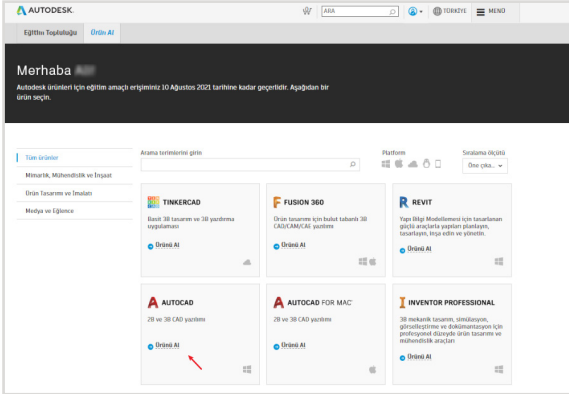 AUTODESK.
ARA
TÜRKİYE
MENÜ
Eğitim Topluluğu
Ürün Al
Merhaba
Autodesk ürünleri için eğitim amaçlı erişiminiz 10 Ağustos 2021 tarihine kadar geçerlidir. Aşağıdan bir
ürün seçin.
Tüm ürünler
Mimarlık, Mühendislik ve İnşaat
Ürün Tasarımı ve İmalatı
Medya ve Eğlence
Arama terimlerini girin
Platform
Sıralama ölçütü
Öne çıka...
TINKERCAD
Basit 3B tasarım ve 3B yazdırma
uygulaması
Ürünü Al
FUSION 360
Ürün tasarımı için bulut tabanlı 3B
CAD/CAM/CAE yazılımı
Ürünü Al
REVIT
Yapı Bilgi Modellemesi için tasarlanan
güçlü araçlarla yapıları planlayın,
tasarlayın, inşa edin ve yönetin.
Ürünü Al
AUTOCAD
2B ve 3B CAD yazılımı
Ürünü Al
AUTOCAD FOR MAC
2B ve 3B CAD yazılımı
Ürünü Al
INVENTOR PROFESSIONAL
3B mekanik tasarım, simülasyon,
görselleştirme ve dokümantasyon için
profesyonel düzeyde ürün tasarımı ve
mühendislik araçları
Ürünü Al